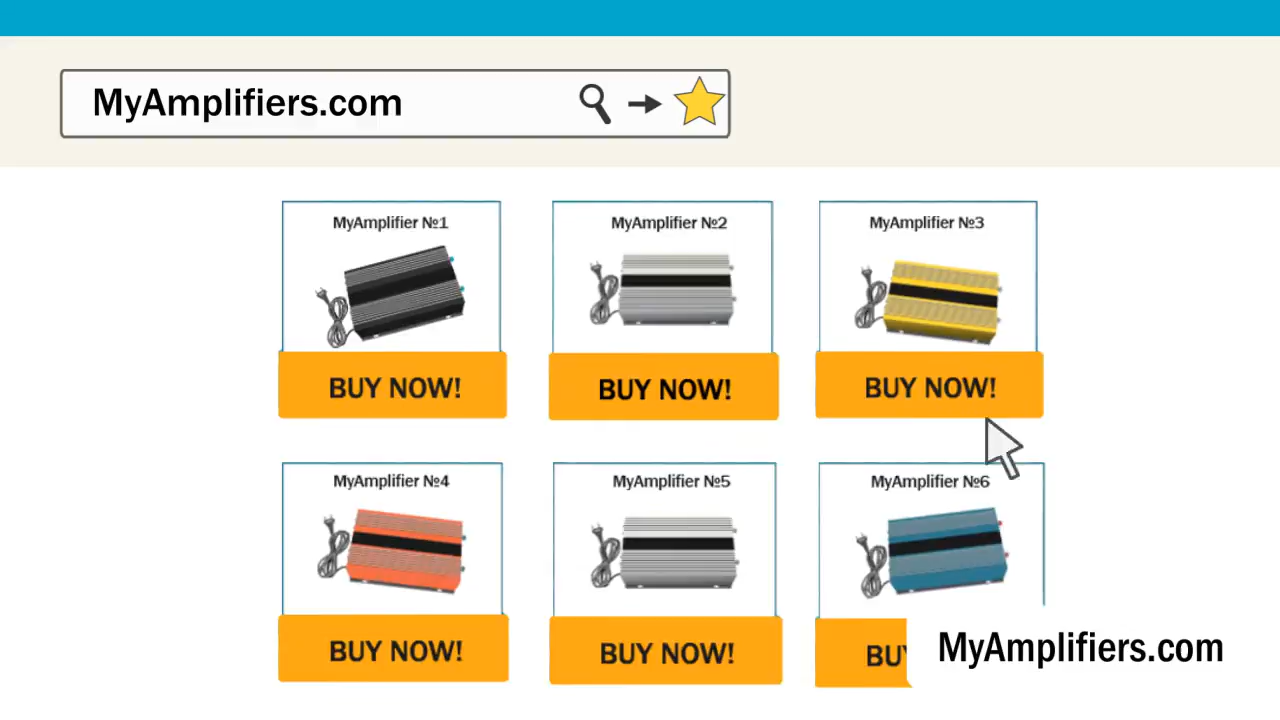 MyAmplifiers.com
MyAmplifier №1
MyAmplifier №2
MyAmplifier №3
BUY NOW!
BUY NOW!
BUY NOW!
MyAmplifier №4
MyAmplifier №5
MyAmplifier №6
BUY NOW!
BUY NOW!
BUY
MyAmplifiers.com